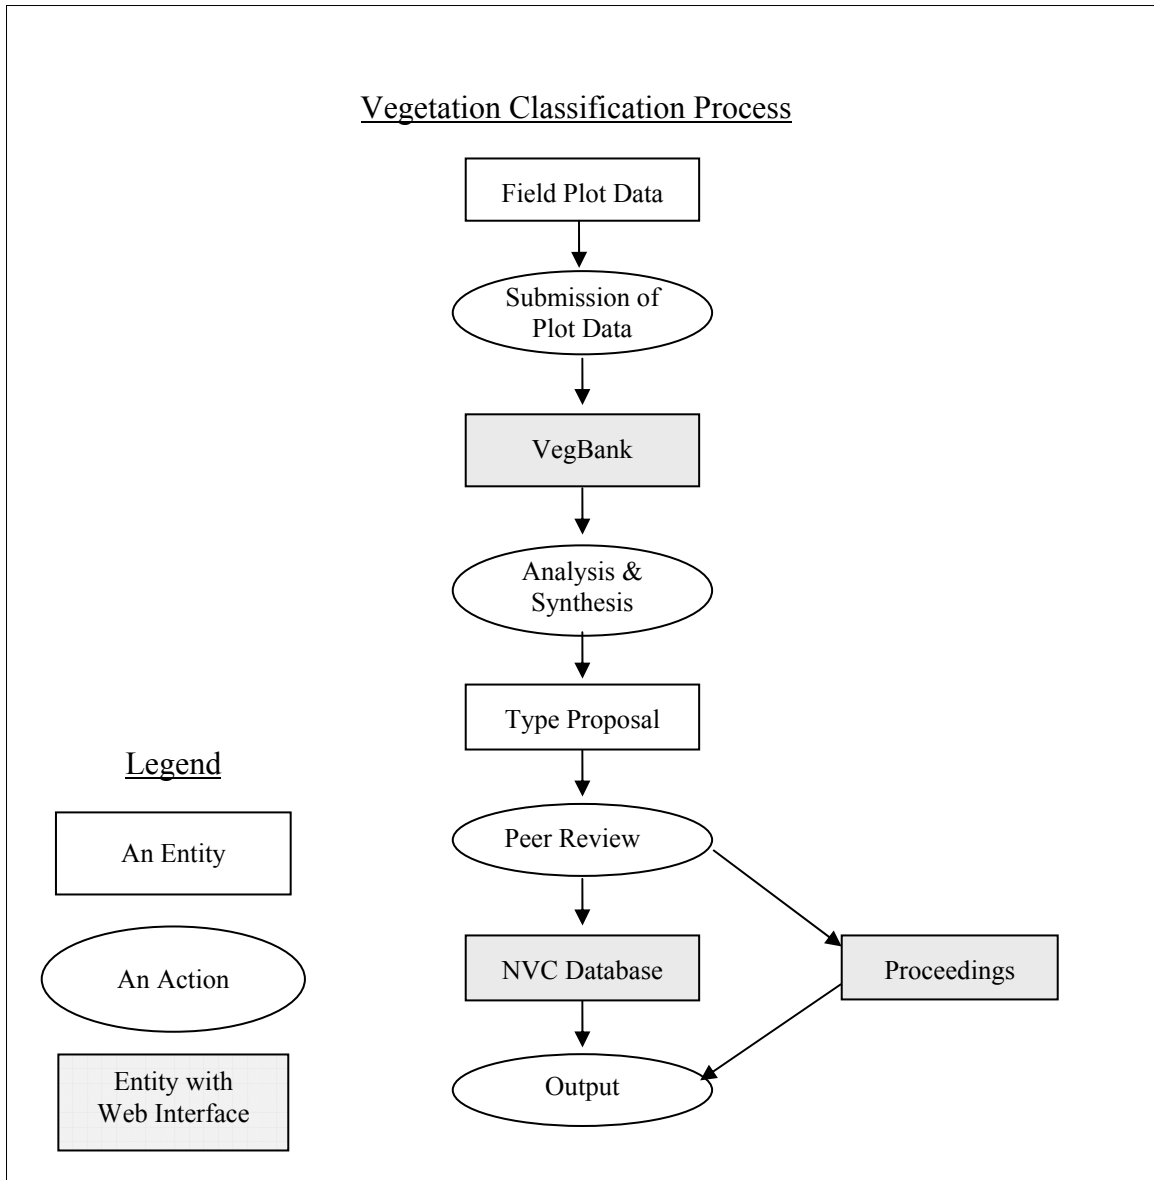 Vegetation Classification Process
Field Plot Data
Submission of
Plot Data
VegBank
Analysis &
Synthesis
Type Proposal
Peer Review
NVC Database
Proceedings
Output
Legend
An Entity
An Action
Entity with
Web Interface